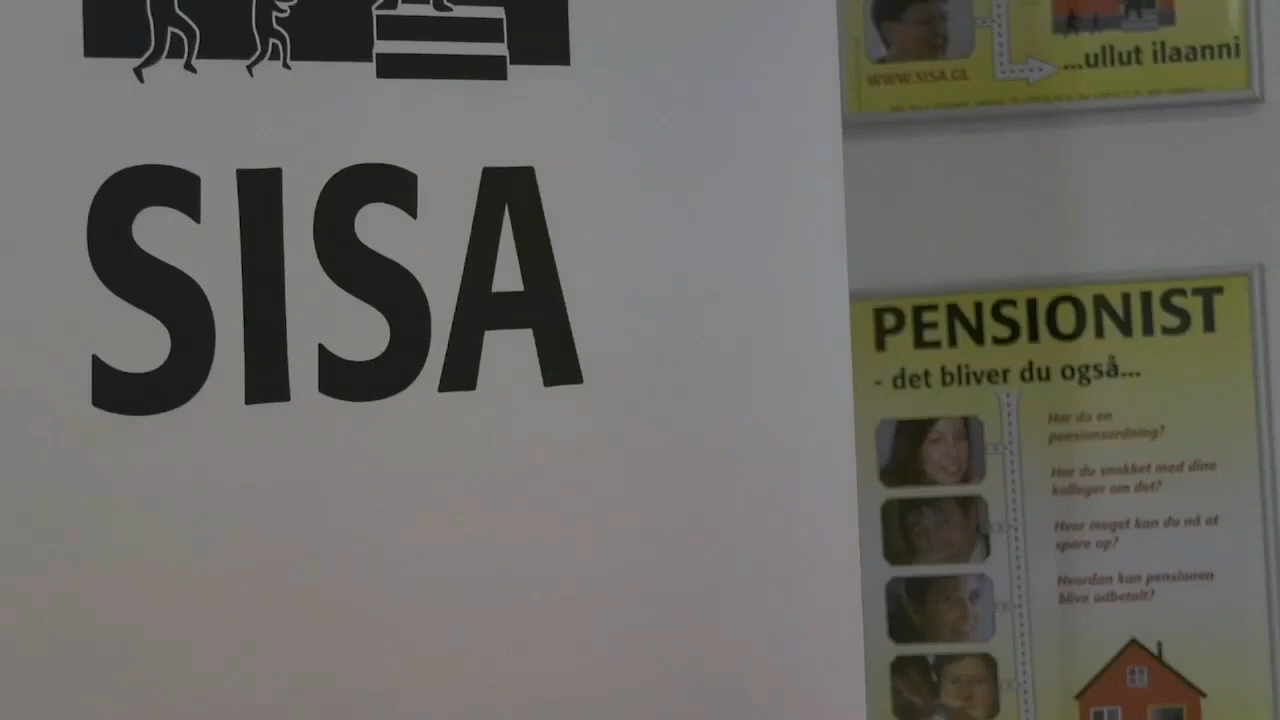 SISA
WWW.SISA.GL
...ullut ilaanni
PENSIONIST
- det bliver du også...
Har du en
pensionsordning?
Har du snakket med dine
kolleger om det?
Hvor meget kan du nå at
spare op?
Hvordan kan pensionen
blive udbetalt?